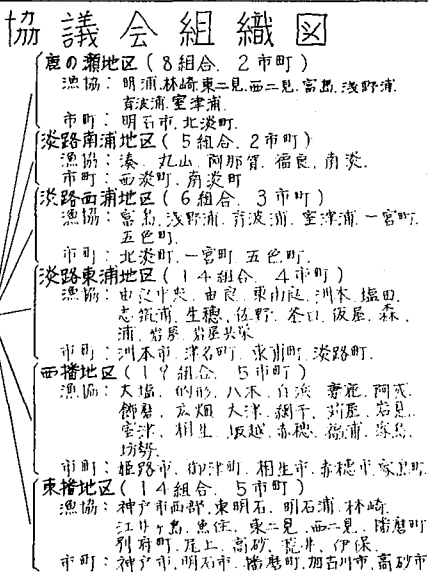 協議会組織図
鹿の瀬地区(8組合、2市町)
漁協:明浦、林崎、東二見、西二見、富島、浅野浦
育波浦、室津浦、
市町:明石市、北淡町、
淡路南浦地区(5組合、2市町)
漁協:湊、丸山、阿那賀、福良、南淡、
市町:西淡町、南淡町
淡路西浦地区(6組合、3市町)
漁協:富島、浅野浦、育波浦、室津浦、一宮町、
五色町、
市町:北淡町、一宮町、五色町、
淡路東浦地区(14組合、4市町)
漁協:由良中央、由良、東由良、洲本、塩田、
志筑浦、生穂、佐野、釜口、仮屋、森、
浦、岩屋、岩屋共栄
市町:洲本市、津名町、東浦町、淡路町、
西播地区(19組合、5市町)
漁協:大塩、的形、八木、白浜、妻鹿、阿成
飾磨、広畑、大津、網干、苅屋、岩見、
室津、相生、坂越、赤穂、福浦、家島、
坊勢、
市町:姫路市、御津町、相生市、赤穂市、家島町、
東播地区(14組合、5市町)
漁協:神戸市西部、東明石、明石浦、林崎、
江井ヶ島、魚住、東二見、西二見、播磨町
別府町、尾上、高砂、荒井、伊保、
市町:神戸市、明石市、播磨町、加古川市、高砂市